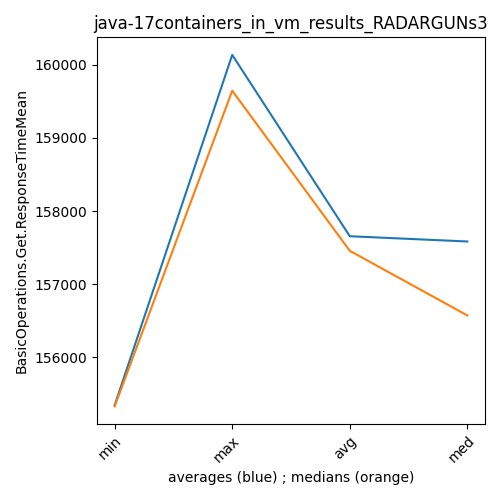 java-17containers_in_vm_results_RADARGUNs3
BasicOperations.Get.ResponseTimeMean
160000
159000
158000
157000
156000
min
max
avg
med
averages (blue) ; medians (orange)